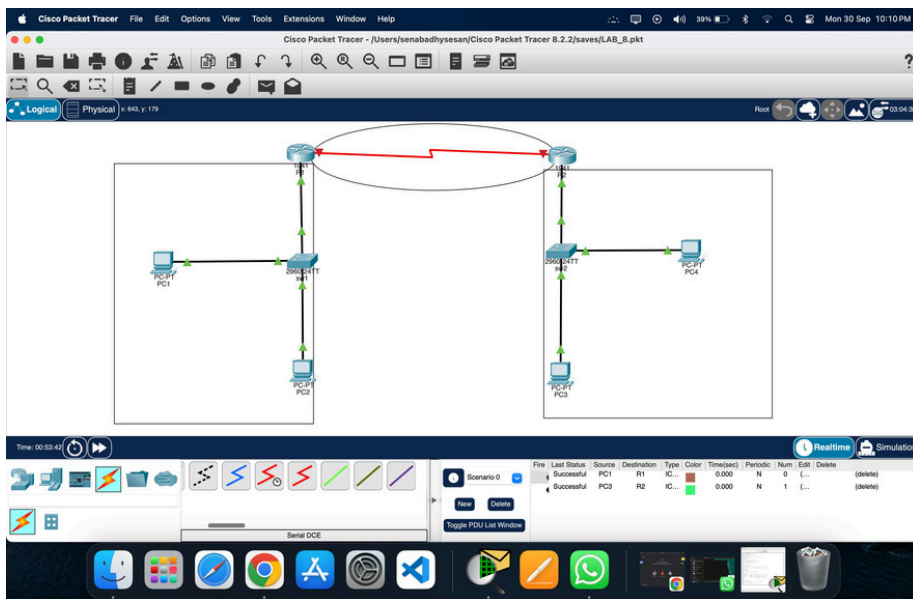 Cisco Packet Tracer File Edit Options View Tools Extensions Window Help 39% Mon 30 Sep 10:10 PM
Cisco Packet Tracer - /Users/senabadhysesan/Cisco Packet Tracer 8.2.2/saves/LAB_8.pkt
?
Logical Physical x: 643, y: 179 Root
1941
R1
1941
R2
PC-PT
PC1
2960-24TT
sw1
2960-24TT
sw2
PC-PT
PC4
PC-PT
PC2
PC-PT
PC3
Time: 00:53:42 Realtime Simulation
Scenario 0
New Delete
Toggle PDU List Window
Fire Last Status Source Destination Type Color Time(sec) Periodic Num Edit Delete
Successful PC1 R1 IC... 0.000 N 0 (... (delete)
Successful PC3 R2 IC... 0.000 N 1 (... (delete)
Serial DCE